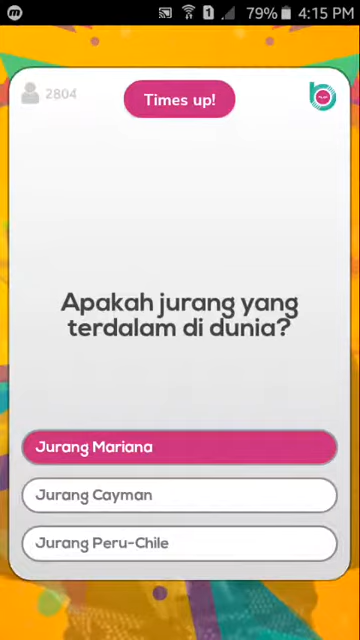 1 79% 4:15 PM
2804
Times up!
Apakah jurang yang
terdalam di dunia?
Jurang Mariana
Jurang Cayman
Jurang Peru-Chile